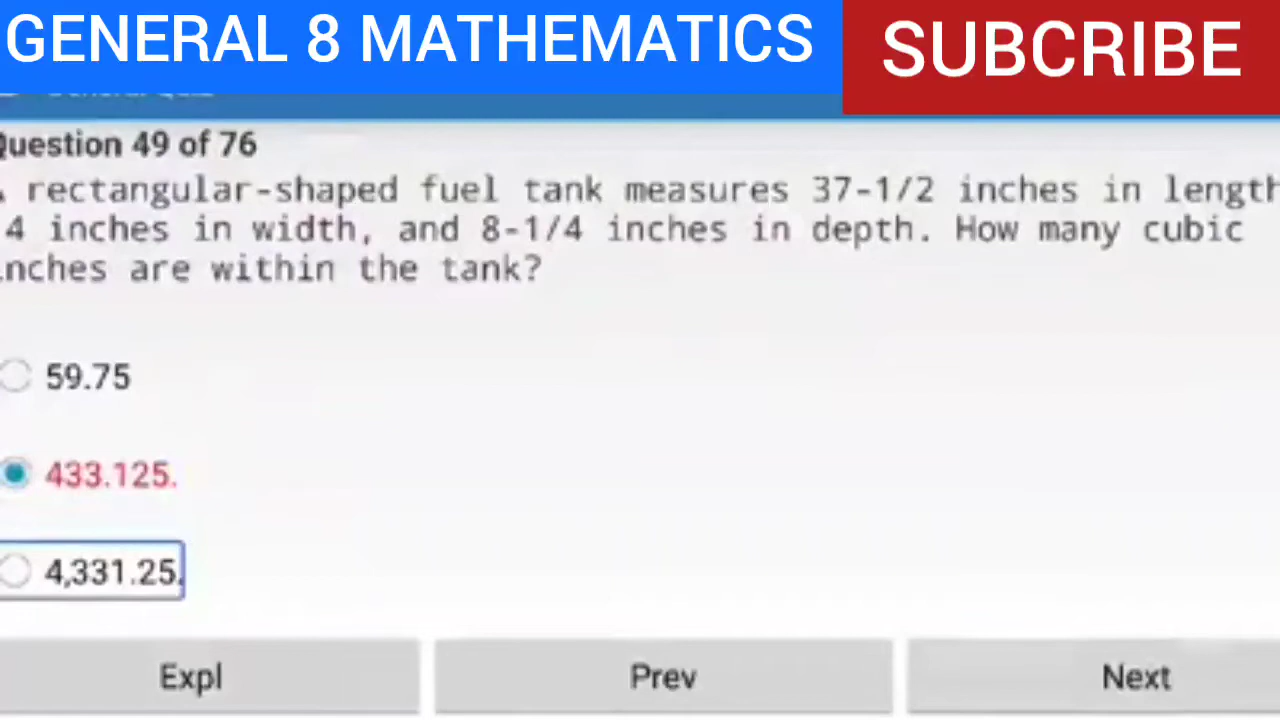 GENERAL 8 MATHEMATICS
SUBCRIBE
Question 49 of 76
rectangular-shaped fuel tank measures 37-1/2 inches in length
4 inches in width, and 8-1/4 inches in depth. How many cubic
inches are within the tank?
59.75
433.125.
4,331.25.
Expl
Prev
Next